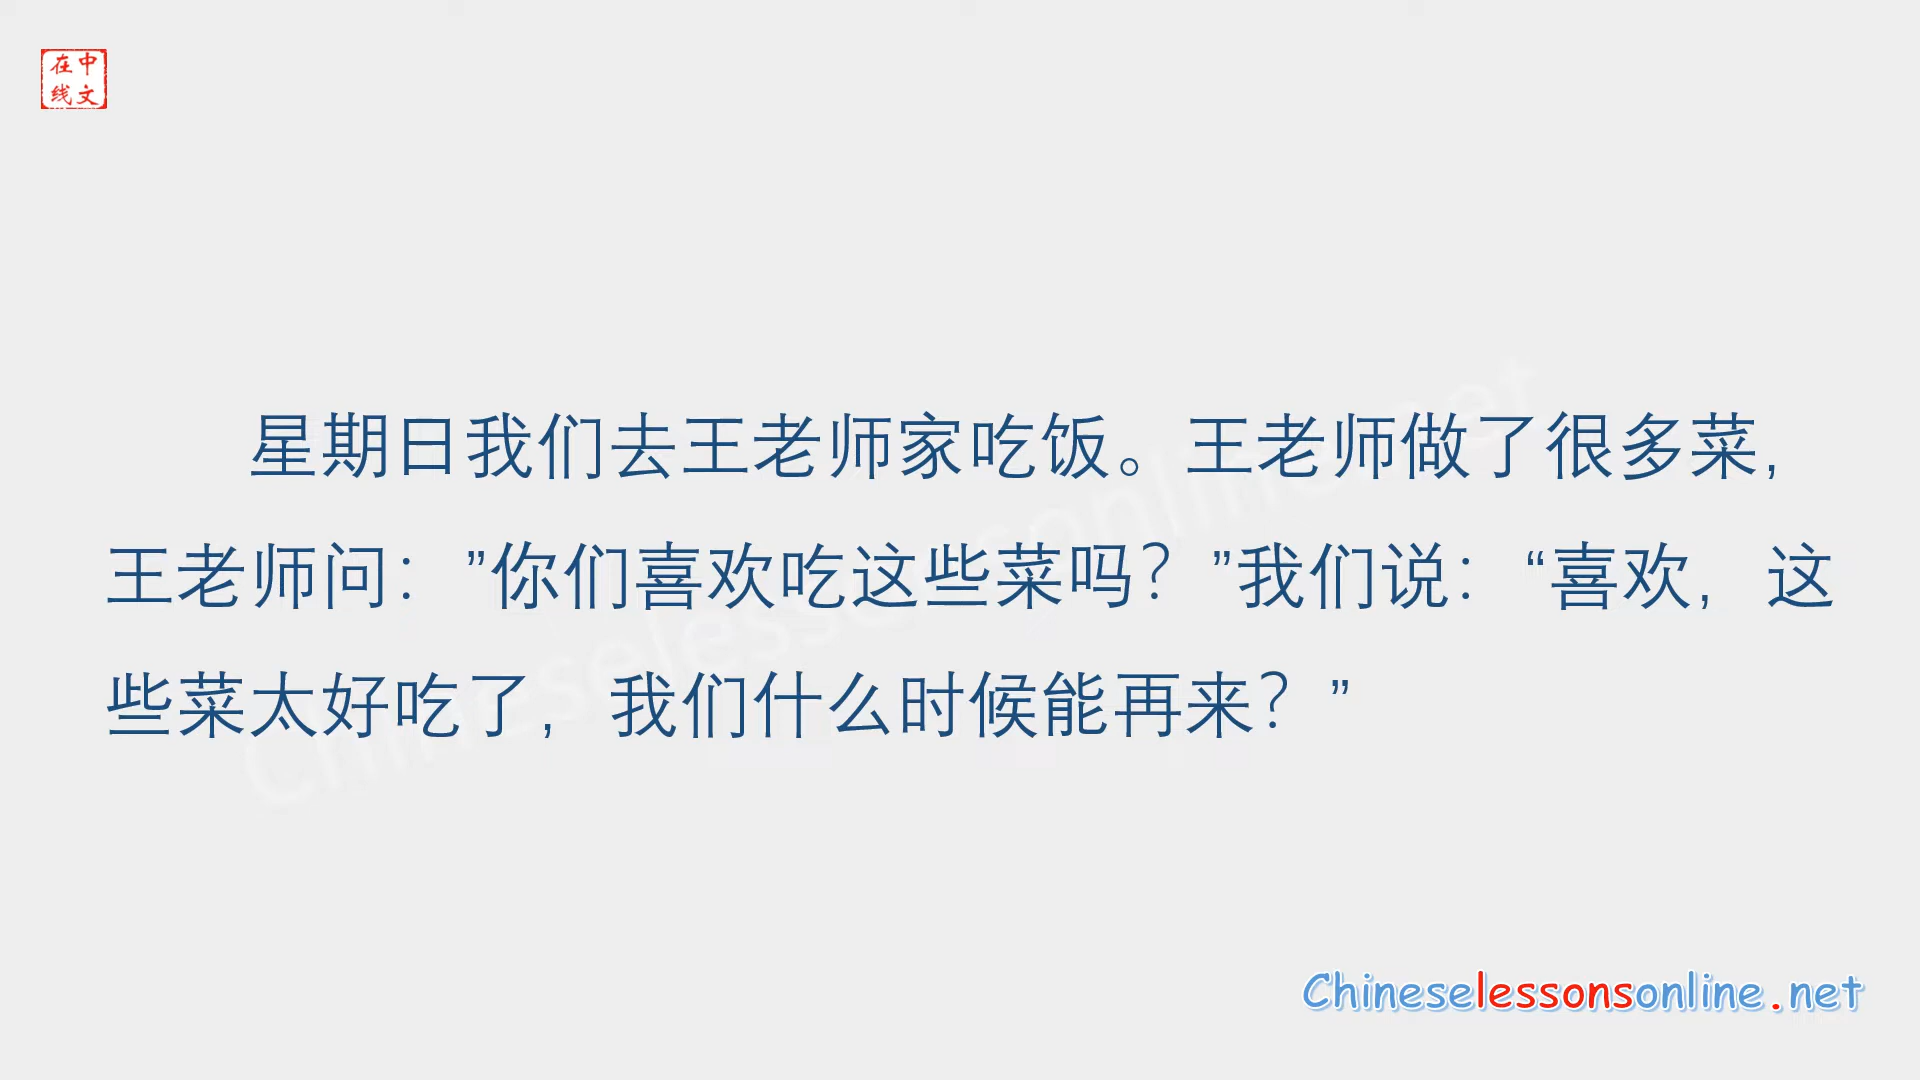 中文
在线
星期日我们去王老师家吃饭。王老师做了很多菜，
王老师问：”你们喜欢吃这些菜吗？”我们说：“喜欢，这
些菜太好吃了，我们什么时候能再来？”
Chineselessonsonline.net
Chineselessonsonline.net